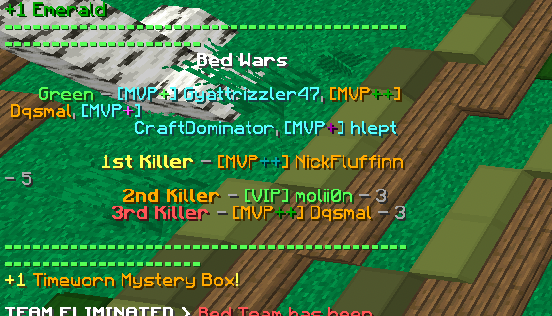 +1 Emerald
Bed Wars
Green - [MVP+] Gyattrizzler47, [MVP++]
Dqsmal, [MVP+]
CraftDominator, [MVP+] hlept
1st Killer - [MVP++] NickFluffinn
- 5
2nd Killer - [VIP] molii0n - 3
3rd Killer - [MVP++] Dqsmal - 3
+1 Timeworn Mystery Box!
TEAM ELIMINATED > Red Team has been